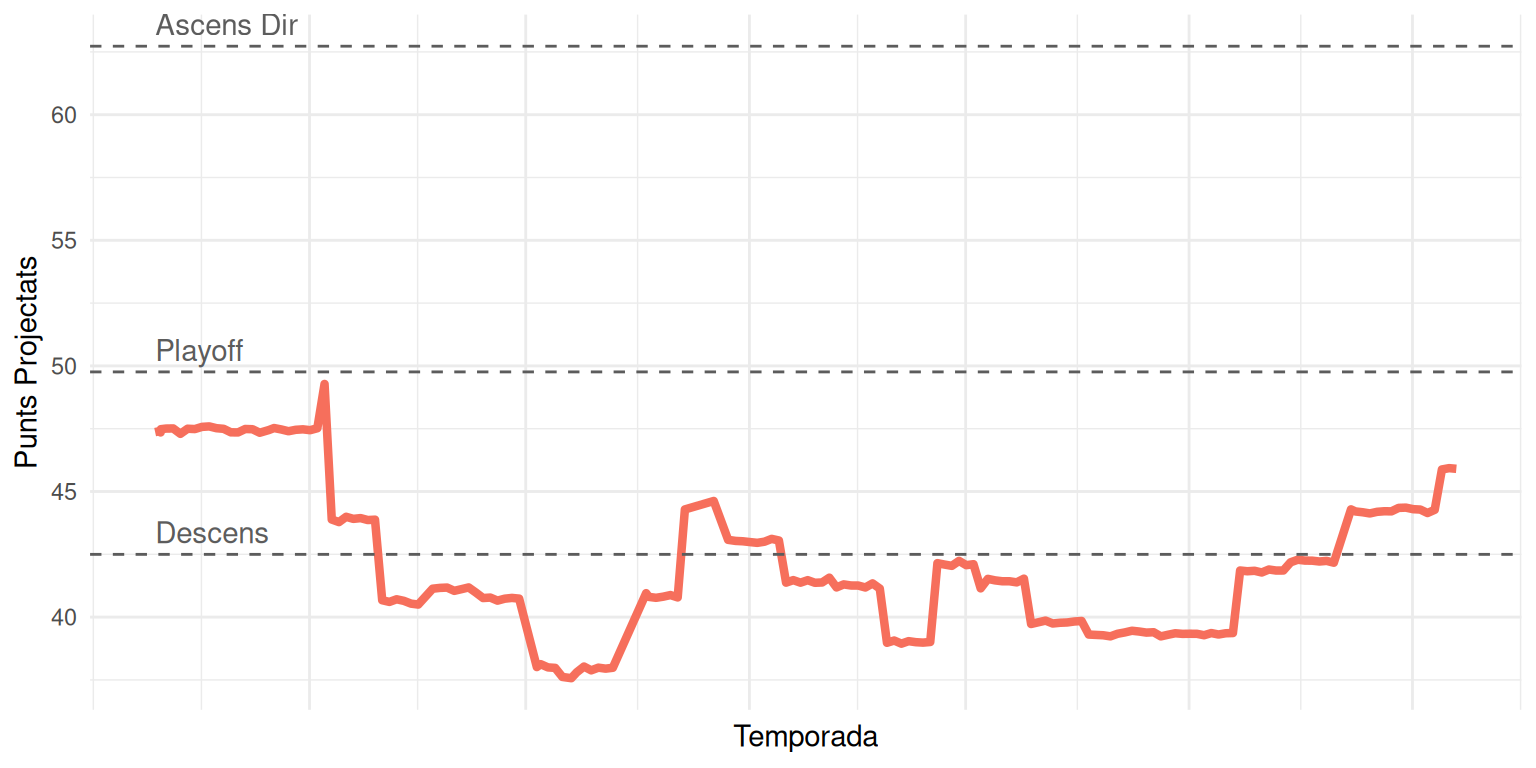 Ascens Dir
60
55
Playoff
50
45
Descens
40
Punts Projectats
Temporada